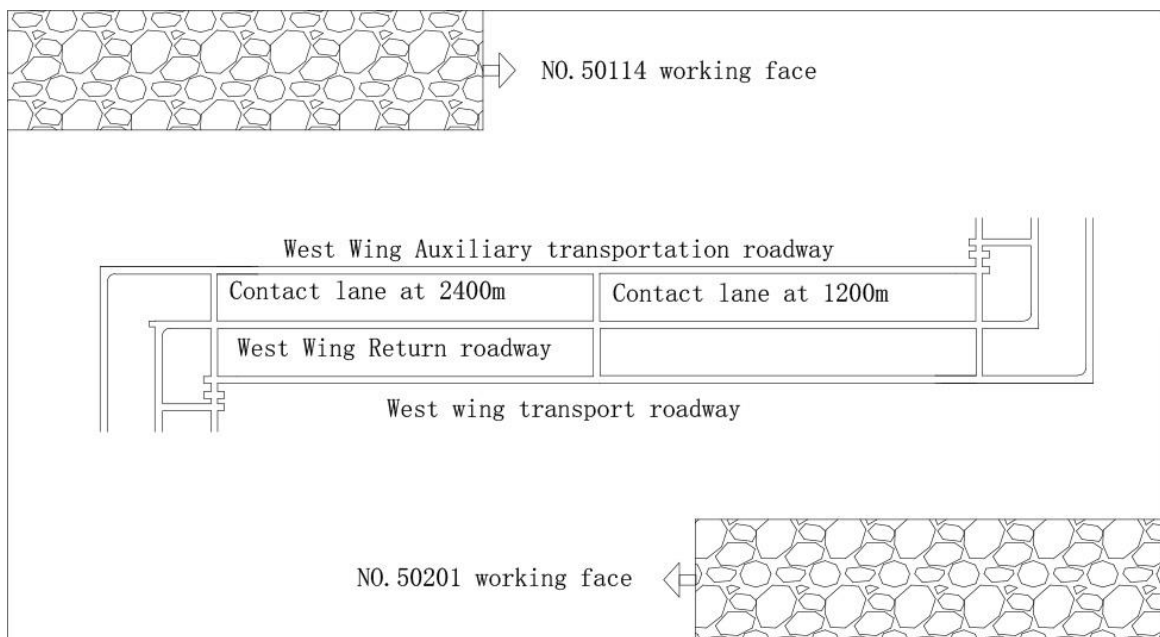 NO.50114 working face
West Wing Auxiliary transportation roadway
Contact lane at 2400m
Contact lane at 1200m
West Wing Return roadway
West wing transport roadway
NO.50201 working face